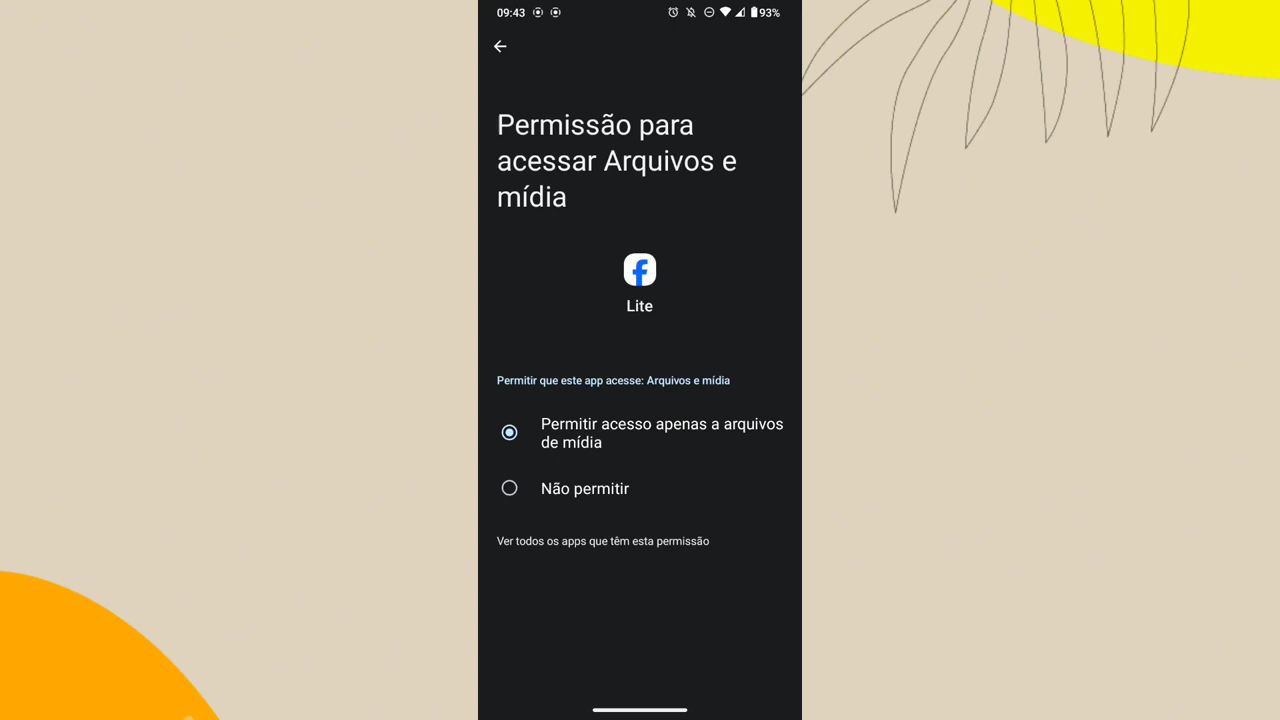 09:43
93%
Permissão para
acessar Arquivos e
mídia
Lite
Permitir que este app acesse: Arquivos e mídia
Permitir acesso apenas a arquivos
de mídia
Não permitir
Ver todos os apps que têm esta permissão